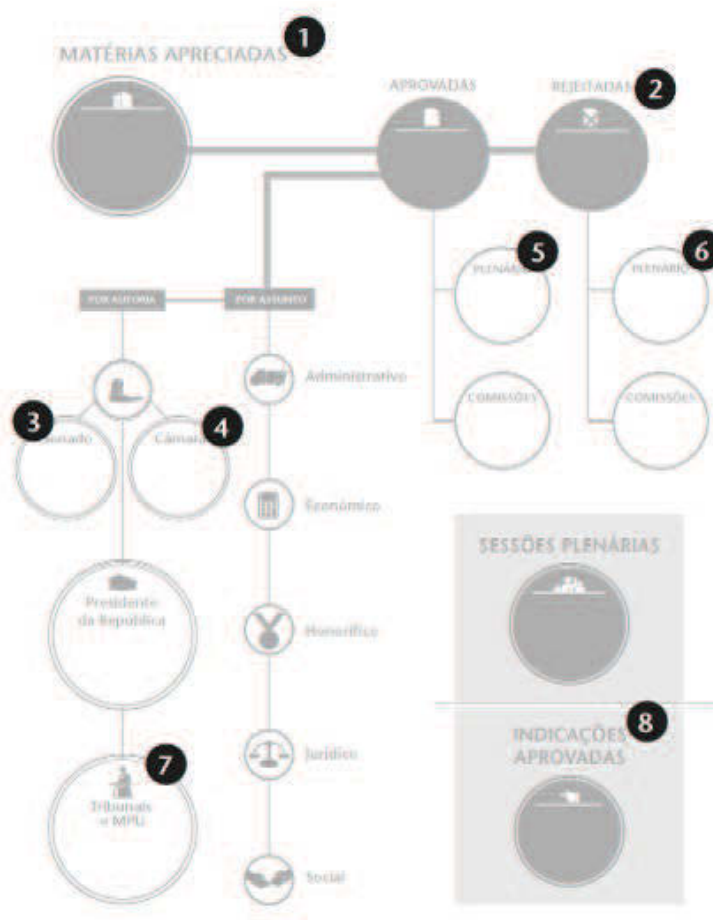 1
MATÉRIAS APRECIADAS
APROVADAS
REJEITADAS
2
5
PLENÁRIO
6
PLENÁRIO
POR AUTORIA
POR ASSUNTO
Administrativo
COMISSÕES
COMISSÕES
3
Senado
4
Câmara
Econômico
SESSÕES PLENÁRIAS
Presidente
da República
Honorífico
8
INDICAÇÕES
APROVADAS
7
Tribunais
e MPU
Jurídico
Social